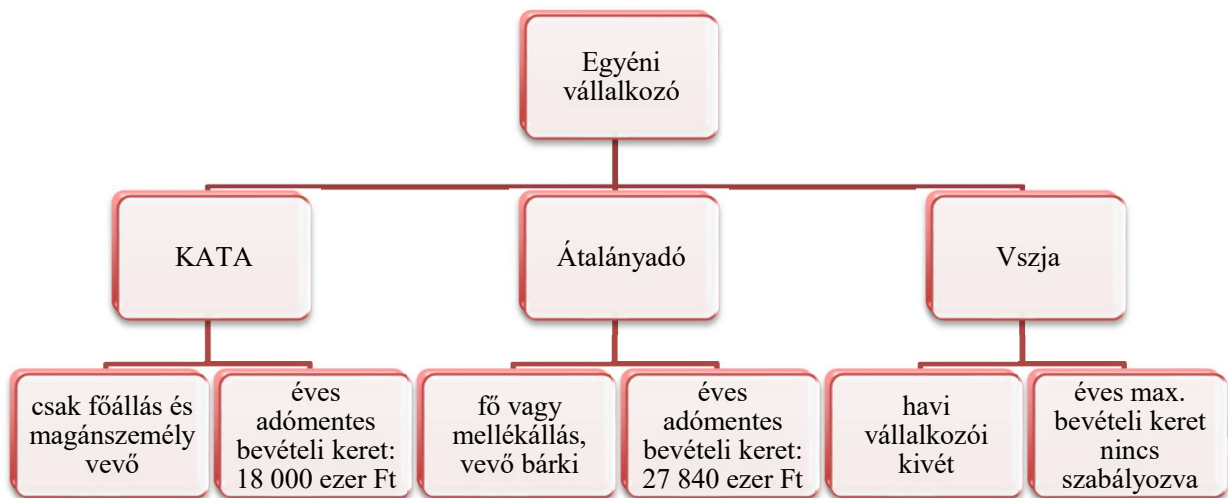 Egyéni
vállalkozó
KATA
Átalányadó
Vszja
csak főállás és
magánszemély
vevő
éves
adómentes
bevételi keret:
18 000 ezer Ft
fő vagy
mellékállás,
vevő bárki
éves
adómentes
bevételi keret:
27 840 ezer Ft
havi
vállalkozói
kivét
éves max.
bevételi keret
nincs
szabályozva